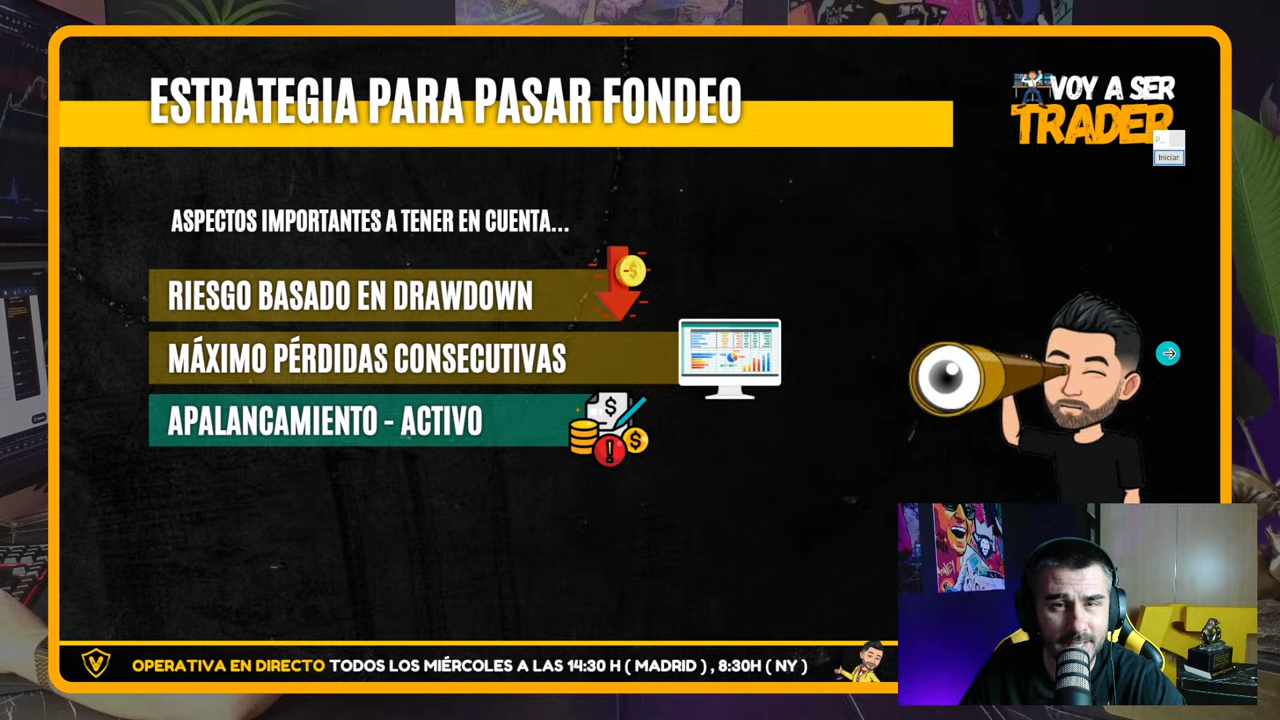 ESTRATEGIA PARA PASAR FONDEO
VOY A SER
TRADER
P...
Iniciar
ASPECTOS IMPORTANTES A TENER EN CUENTA...
RIESGO BASADO EN DRAWDOWN
MÁXIMO PÉRDIDAS CONSECUTIVAS
APALANCAMIENTO - ACTIVO
OPERATIVA EN DIRECTO TODOS LOS MIÉRCOLES A LAS 14:30 H ( MADRID ) , 8:30H ( NY )